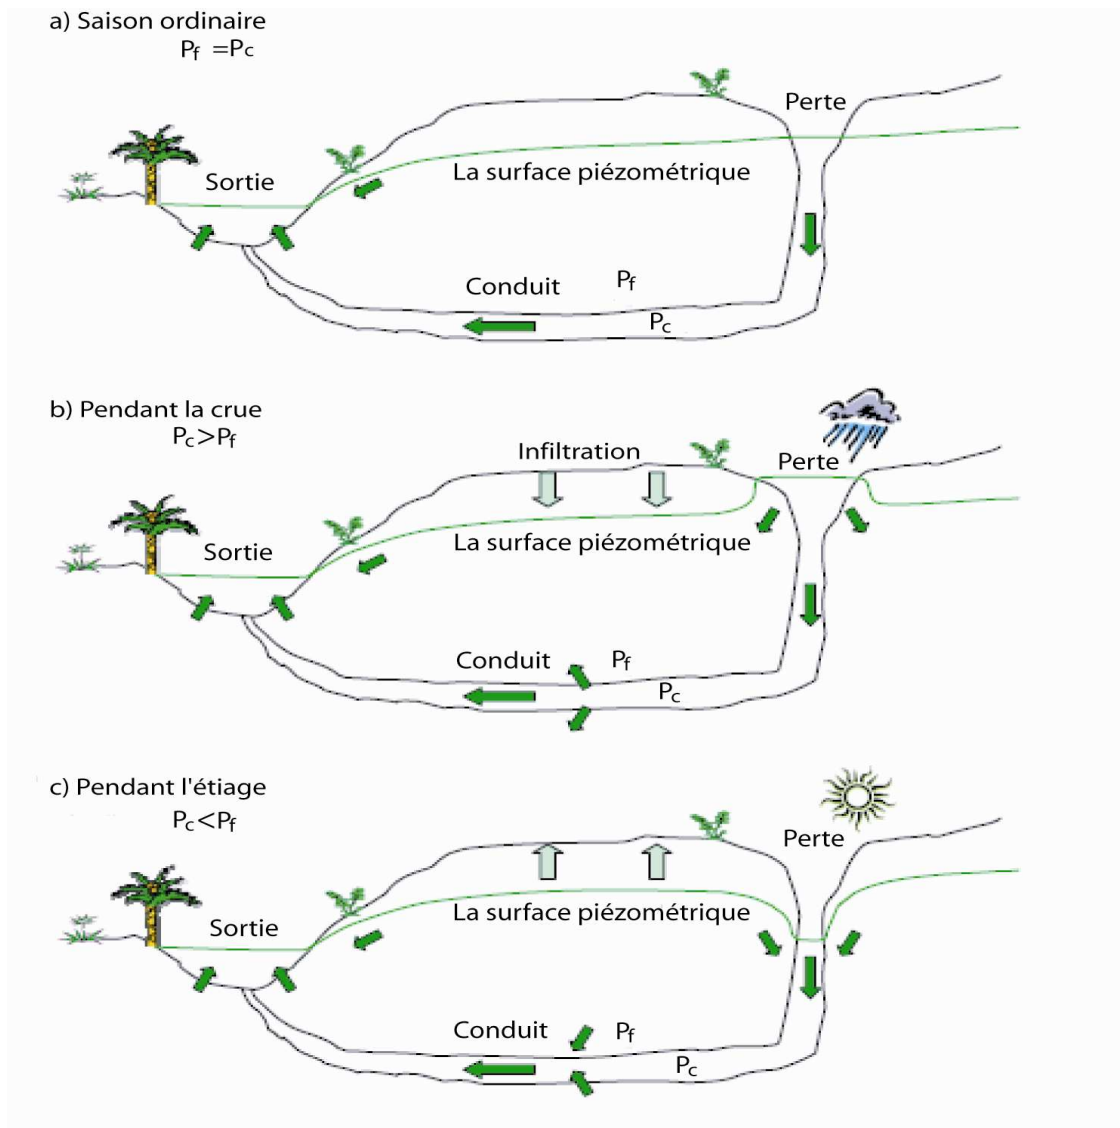 a) Saison ordinaire
Pf =Pc
Perte
Sortie
La surface piézométrique
Conduit
Pf
Pc
b) Pendant la crue
Pc>Pf
Infiltration
Perte
La surface piézométrique
Sortie
Conduit
Pf
Pc
c) Pendant l'étiage
Pc<Pf
Perte
La surface piézométrique
Sortie
Conduit
Pf
Pc